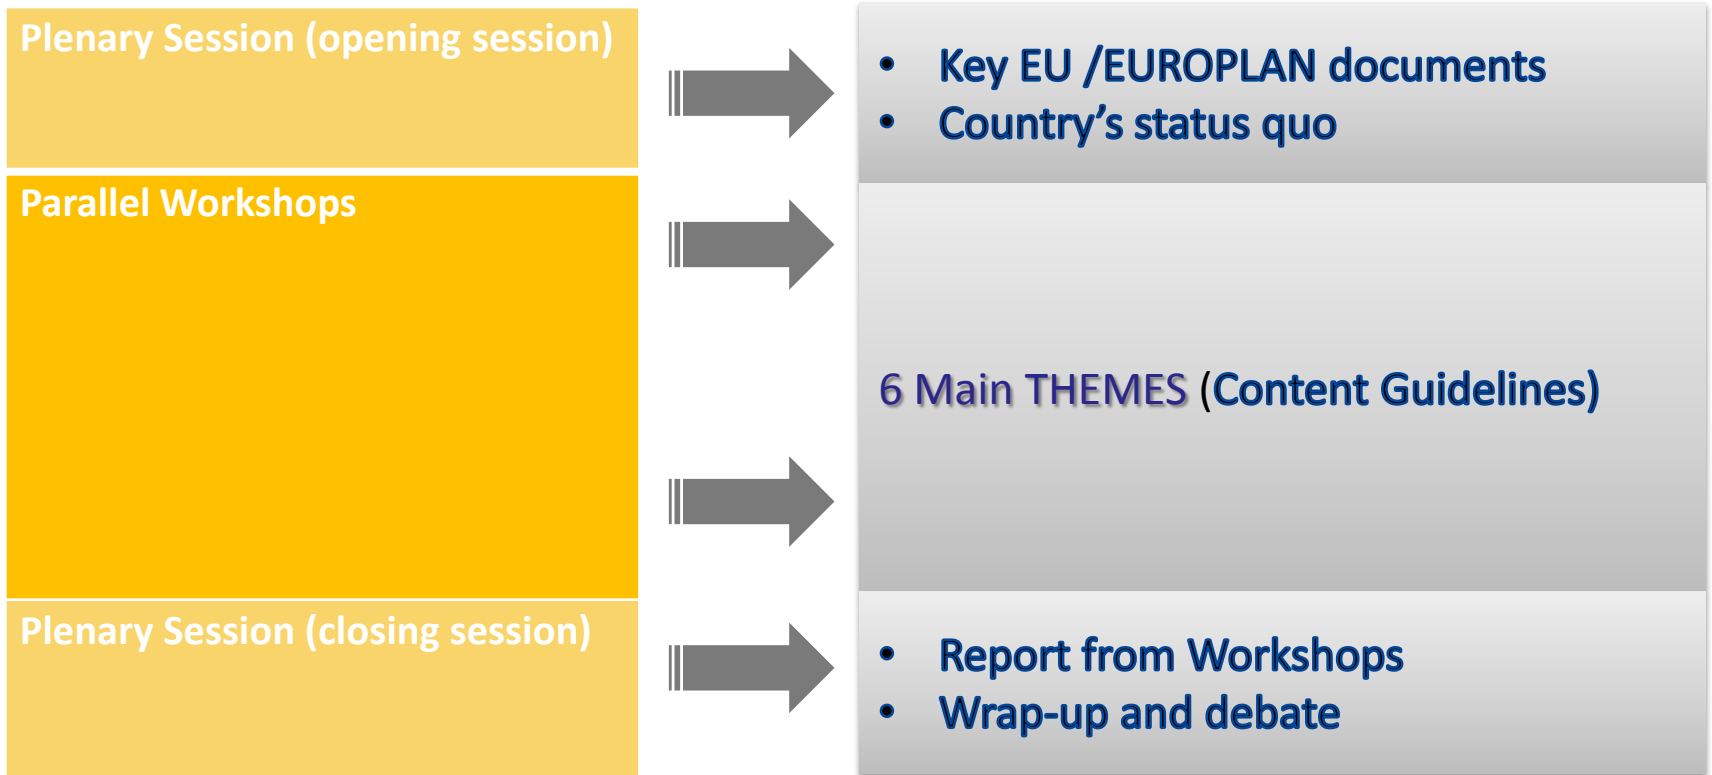 Plenary Session (opening session)
• Key EU /EUROPLAN documents
• Country’s status quo
Parallel Workshops
6 Main THEMES (Content Guidelines)
Plenary Session (closing session)
• Report from Workshops
• Wrap-up and debate